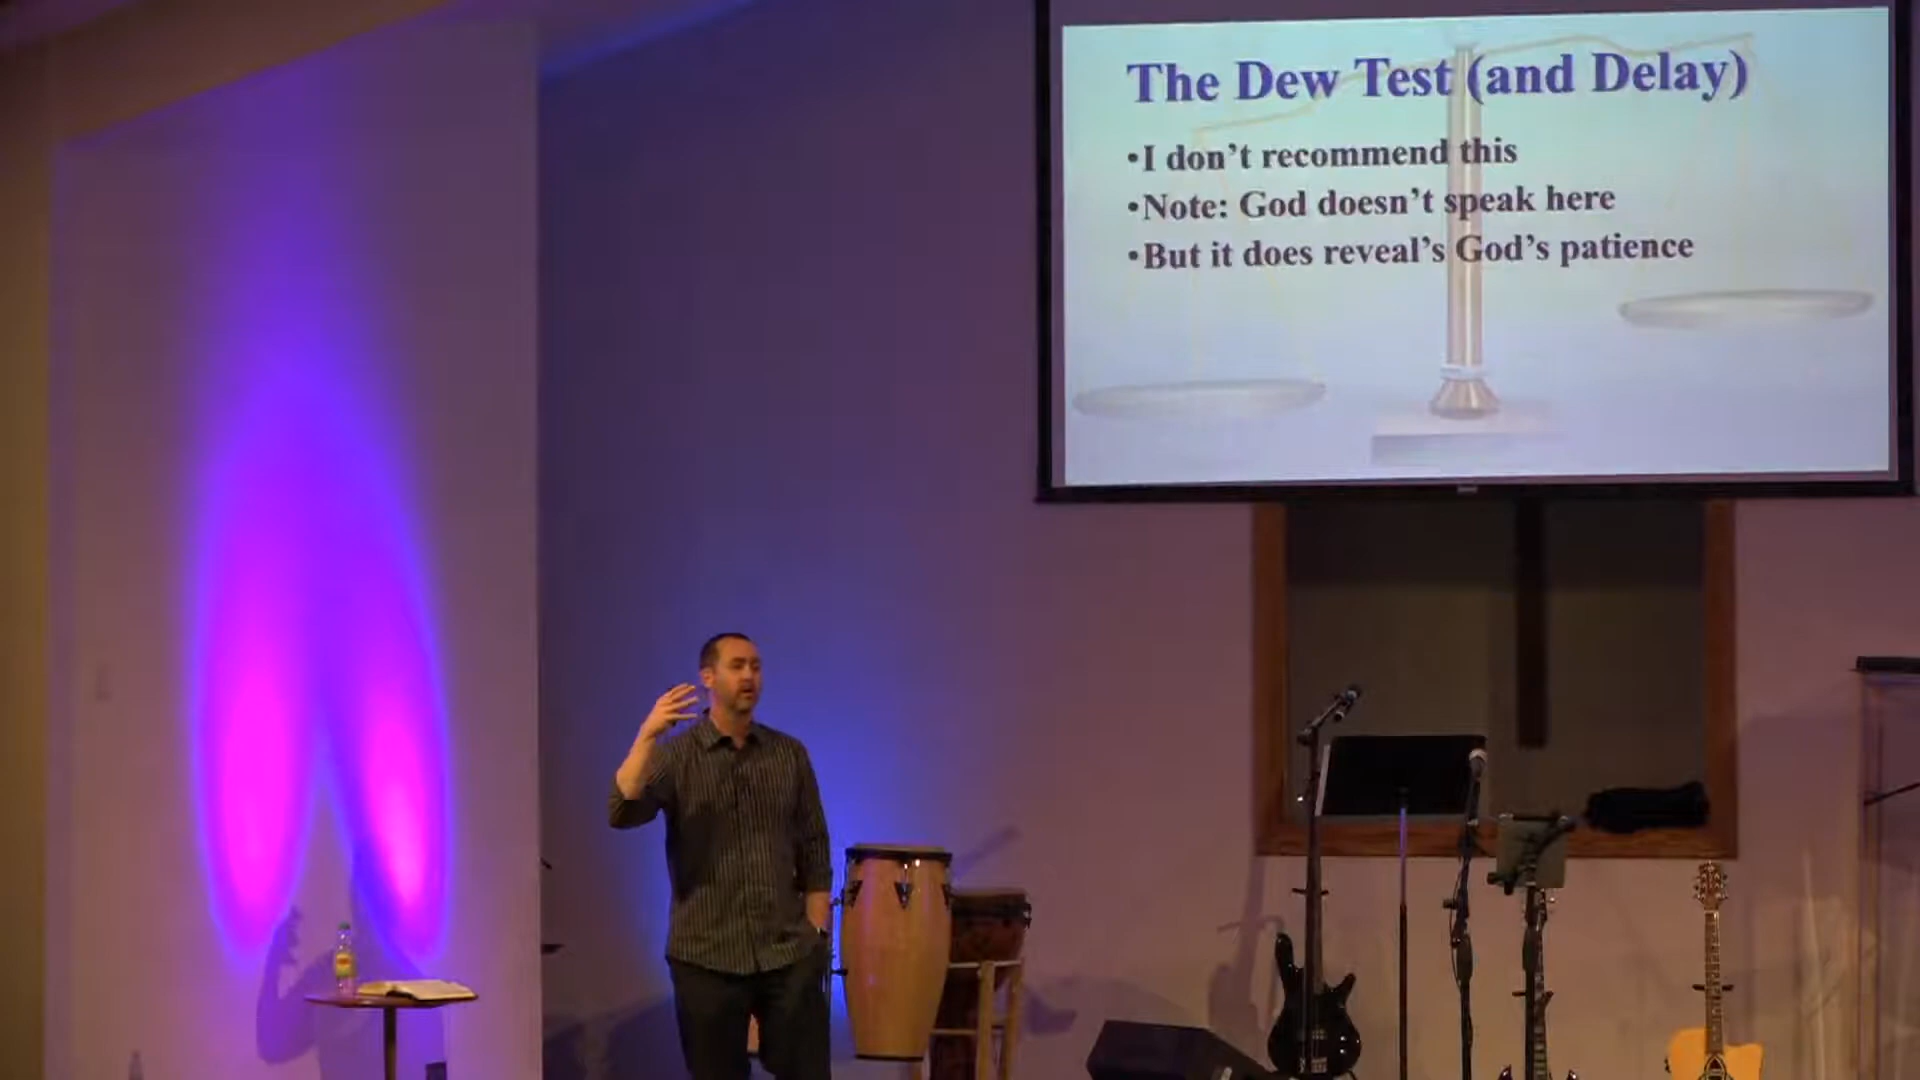 The Dew Test (and Delay)
•I don't recommend this
•Note: God doesn't speak here
•But it does reveal's God's patience